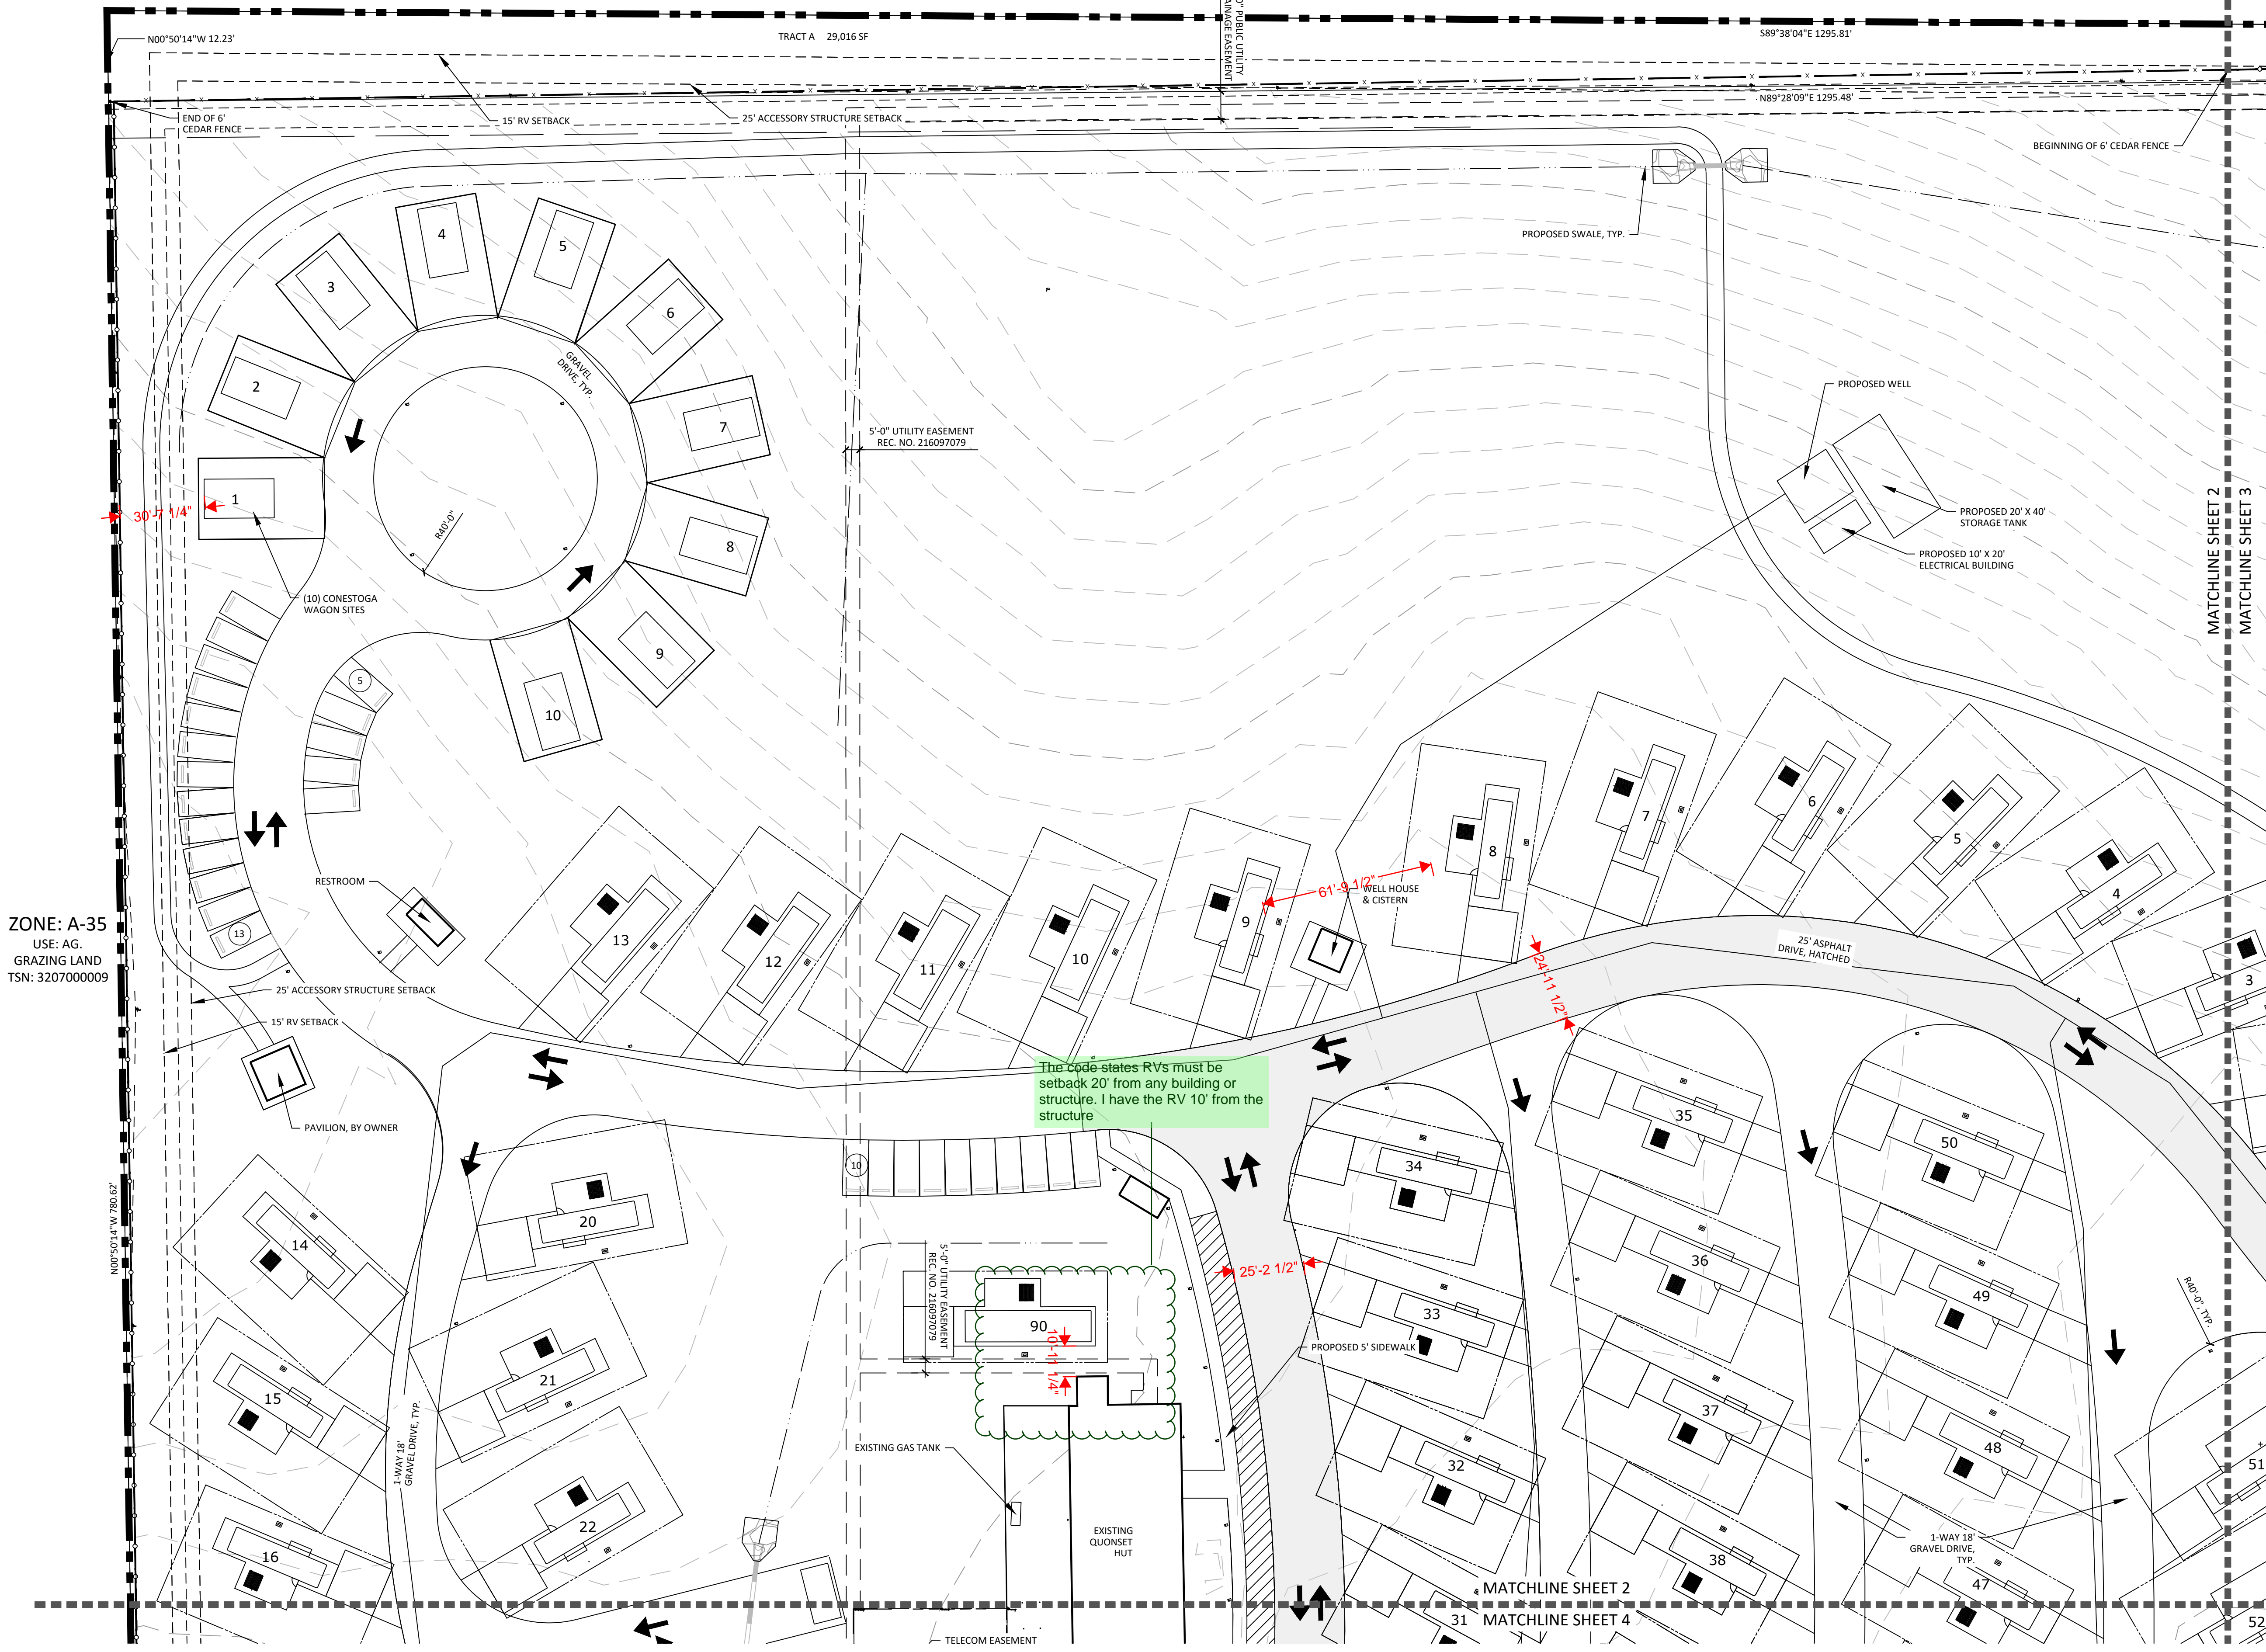 0" PUBLIC UTILITY
AINAGE EASEMENT
N00°50'14"W 12.23'
TRACT A 29,016 SF
S89°38'04"E 1295.81'
N89°28'09"E 1295.48'
END OF 6'
CEDAR FENCE
15' RV SETBACK
25' ACCESSORY STRUCTURE SETBACK
BEGINNING OF 6' CEDAR FENCE
PROPOSED SWALE, TYP.
4
5
3
6
2
GRAVEL
DRIVE, TYP.
7
1
30'-7 1/4"
R40'-0"
8
5'-0" UTILITY EASEMENT
REC. NO. 216097079
PROPOSED WELL
PROPOSED 20' X 40'
STORAGE TANK
PROPOSED 10' X 20'
ELECTRICAL BUILDING
MATCHLINE SHEET 2
MATCHLINE SHEET 3
(10) CONESTOGA
WAGON SITES
9
10
5
13
RESTROOM
ZONE: A-35
USE: AG.
GRAZING LAND
TSN: 3207000009
25' ACCESSORY STRUCTURE SETBACK
15' RV SETBACK
PAVILION, BY OWNER
13
12
11
10
9
61'-9 1/2"
WELL HOUSE
& CISTERN
8
7
6
5
4
3
25' ASPHALT
DRIVE, HATCHED
24'-11 1/2"
The code states RVs must be
setback 20' from any building or
structure. I have the RV 10' from the
structure
N00°50'14"W 780.62'
14
20
10
34
35
50
15
21
5'-0" UTILITY EASEMENT
REC. NO. 216097079
90
10'-11 1/4"
25'-2 1/2"
33
36
49
R40'-0", TYP.
PROPOSED 5' SIDEWALK
1-WAY 18'
GRAVEL DRIVE, TYP.
EXISTING GAS TANK
32
37
48
51
16
22
EXISTING
QUONSET
HUT
38
1-WAY 18'
GRAVEL DRIVE,
TYP.
47
MATCHLINE SHEET 2
MATCHLINE SHEET 4
31
52
TELECOM EASEMENT